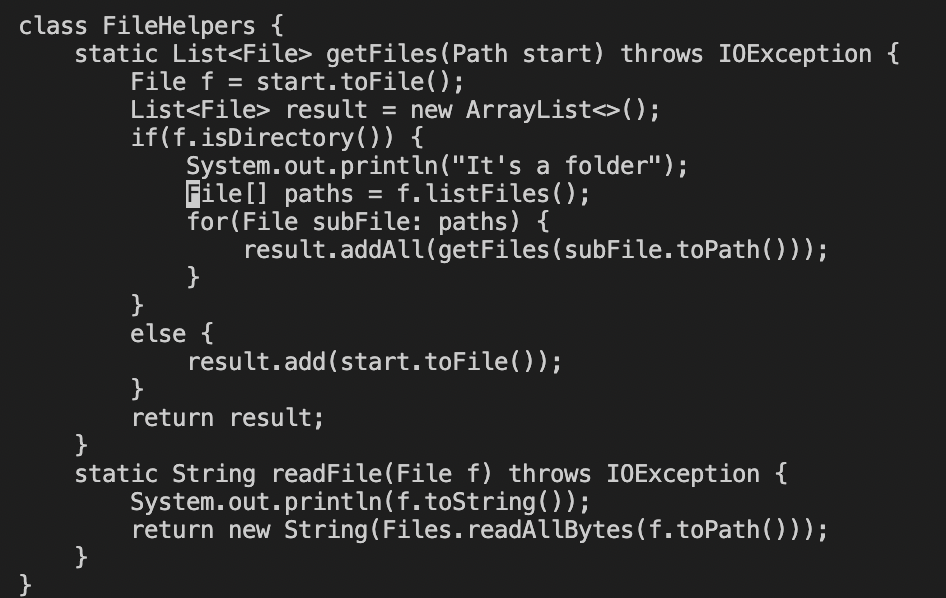 class FileHelpers {
    static List<File> getFiles(Path start) throws IOException {
        File f = start.toFile();
        List<File> result = new ArrayList<>();
        if(f.isDirectory()) {
            System.out.println("It's a folder");
            File[] paths = f.listFiles();
            for(File subFile: paths) {
                result.addAll(getFiles(subFile.toPath()));
            }
        }
        else {
            result.add(start.toFile());
        }
        return result;
    }
    static String readFile(File f) throws IOException {
        System.out.println(f.toString());
        return new String(Files.readAllBytes(f.toPath()));
    }
}